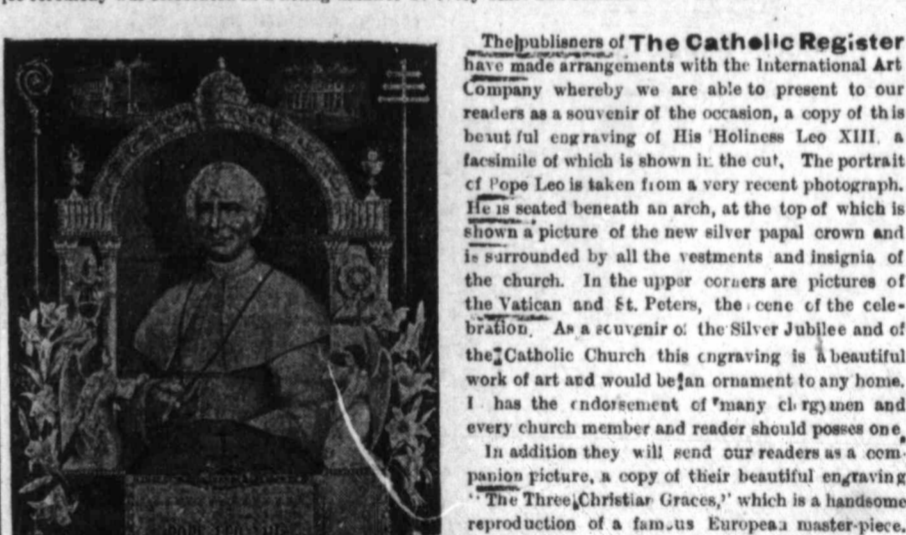 The publishers of The Catholic Register
have made arrangements with the International Art
Company whereby we are able to present to our
readers as a souvenir of the occasion, a copy of this
beautful engraving of His Holiness Leo XIII. a
facsimile of which is shown in the cut, The portrait
of Pope Leo is taken from a very recent photograph.
He is seated beneath an arch, at the top of which is
shown a picture of the new silver papal crown and
is surrounded by all the vestments and insignia of
the church. In the upper corners are pictures of
the Vatican and St. Peters, the cene of the cele-
bration. As a souvenir of the Silver Jubilee and of
the Catholic Church this engraving is a beautiful
work of art and would be an ornament to any home.
I has the endorsement of many clergymen and
every church member and reader should posses one
In addition they will send our readers as a com-
panion picture, a copy of their beautiful engraving
"The Three Christian Graces," which is a handsome
reproduction of a famous European master-piece.